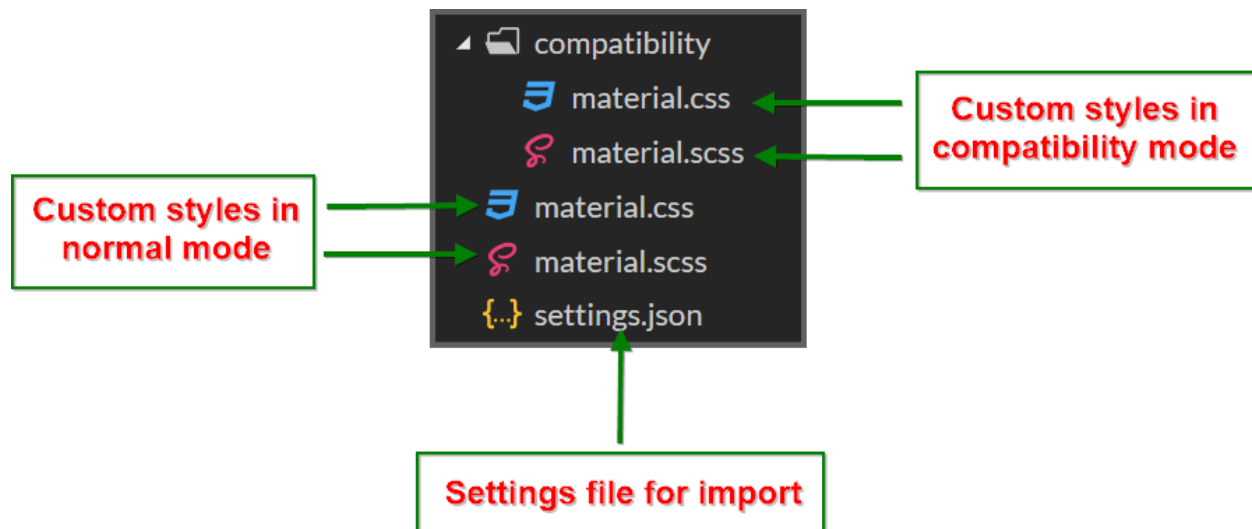 compatibility
material.css
material.scss
material.css
material.scss
{...} settings.json
Custom styles in
compatibility mode
Custom styles in
normal mode
Settings file for import